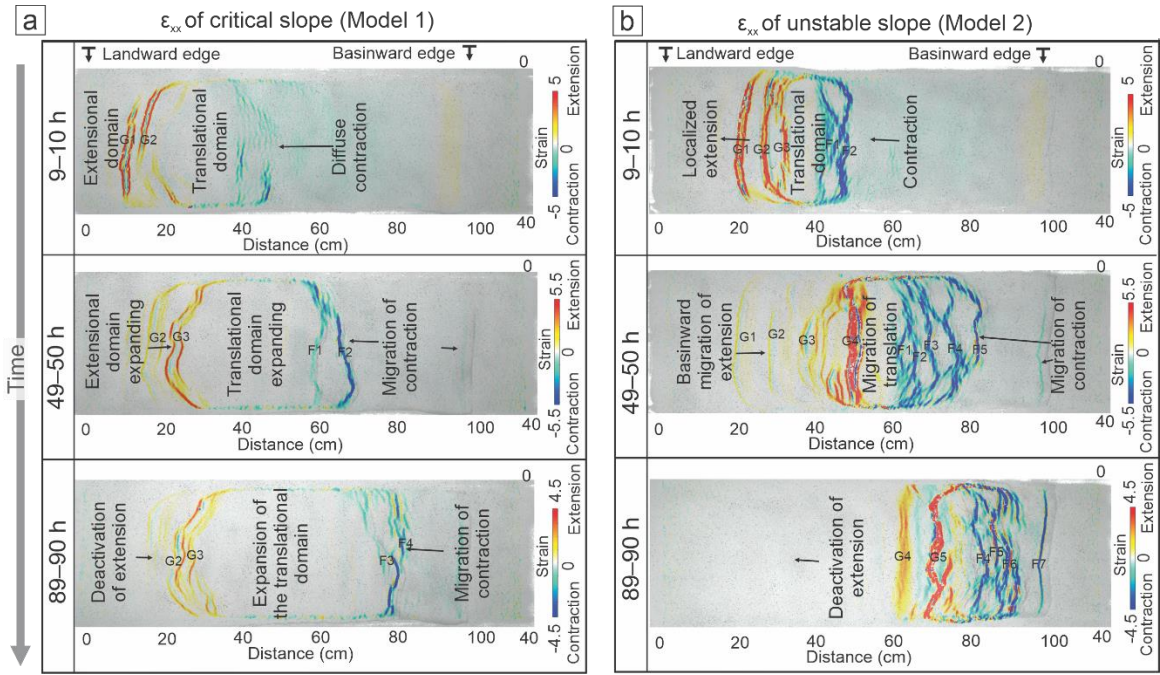 a
εxx of critical slope (Model 1)
Landward edge
Basinward edge
0
Time
9–10 h
Extensional
domain
G1
G2
Translational
domain
Diffuse
contraction
5
0
-5
Strain
Contraction
Extension
0
20
40
60
80
100
40
Distance (cm)
0
49–50 h
Extensional
domain
expanding
G2
G3
Translational
domain
expanding
F1
F2
Migration of
contraction
5.5
0
-5.5
Strain
Contraction
Extension
0
20
40
60
80
100
40
Distance (cm)
0
89–90 h
Deactivation
of extension
G2
G3
Expansion of
the translational
domain
F3
F4
Migration of
contraction
4.5
0
-4.5
Strain
Contraction
Extension
0
20
40
60
80
100
40
Distance (cm)
b
εxx of unstable slope (Model 2)
Landward edge
Basinward edge
0
9–10 h
Localized
extension
G1
G2
G3
Translational
domain
F1
F2
Contraction
5
0
-5
Strain
Contraction
Extension
0
20
40
60
80
100
40
Distance (cm)
0
49–50 h
Basinward
migration of
extension
G1
G2
G3
G4
Migration of
translation
F1
F2
F3
F4
F5
Migration of
contraction
5.5
0
-5.5
Strain
Contraction
Extension
0
20
40
60
80
100
40
Distance (cm)
0
89–90 h
Deactivation of
extension
G4
G5
F4
F5
F6
F7
4.5
0
-4.5
Strain
Contraction
Extension
0
20
40
60
80
100
40
Distance (cm)